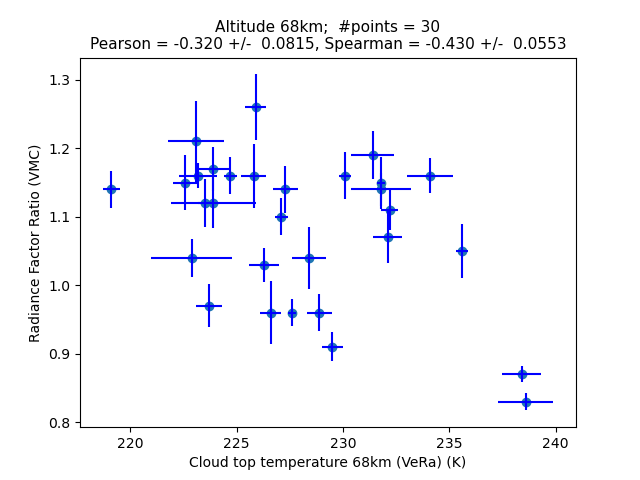 Altitude 68km;  #points = 30
Pearson = -0.320 +/-  0.0815, Spearman = -0.430 +/-  0.0553
1.3
1.2
1.1
1.0
0.9
0.8
Radiance Factor Ratio (VMC)
220 225 230 235 240
Cloud top temperature 68km (VeRa) (K)